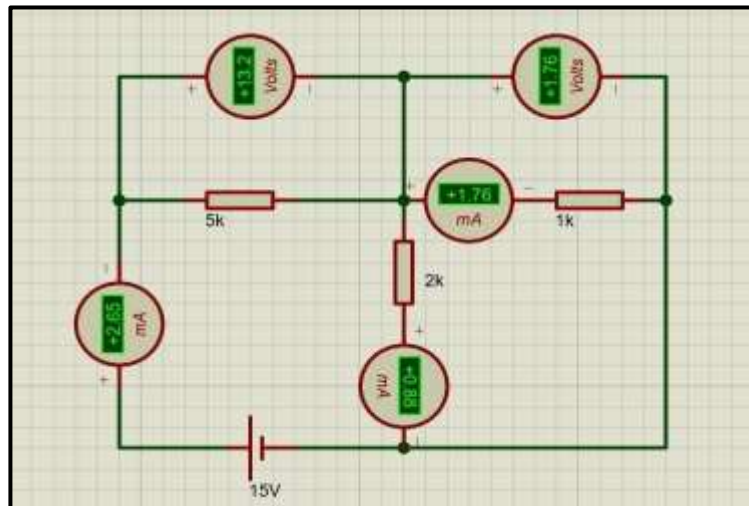 +13.2
Volts
+1.76
Volts
+1.76
mA
5k
1k
2k
+2.65
mA
+0.88
mA
15V